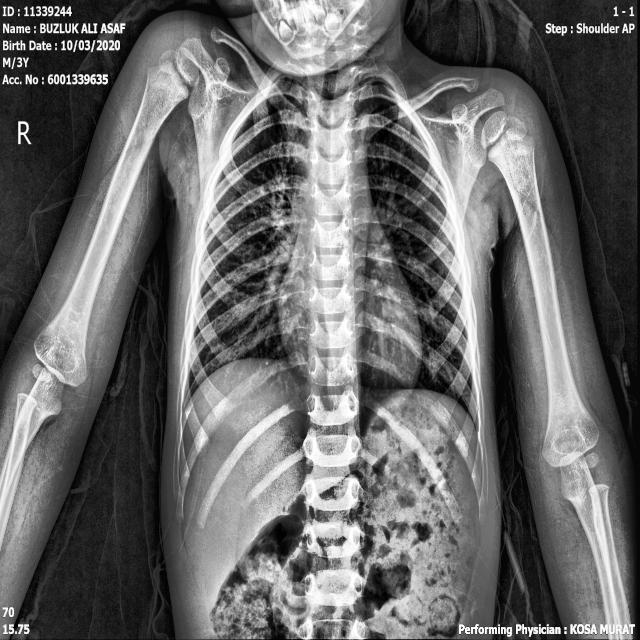 ID : 11339244
Name : BUZLUK ALI ASAF
Birth Date : 10/03/2020
M/3Y
Acc. No : 6001339635
1 - 1
Step : Shoulder AP
R
70
15.75
Performing Physician : KOSA MURAT